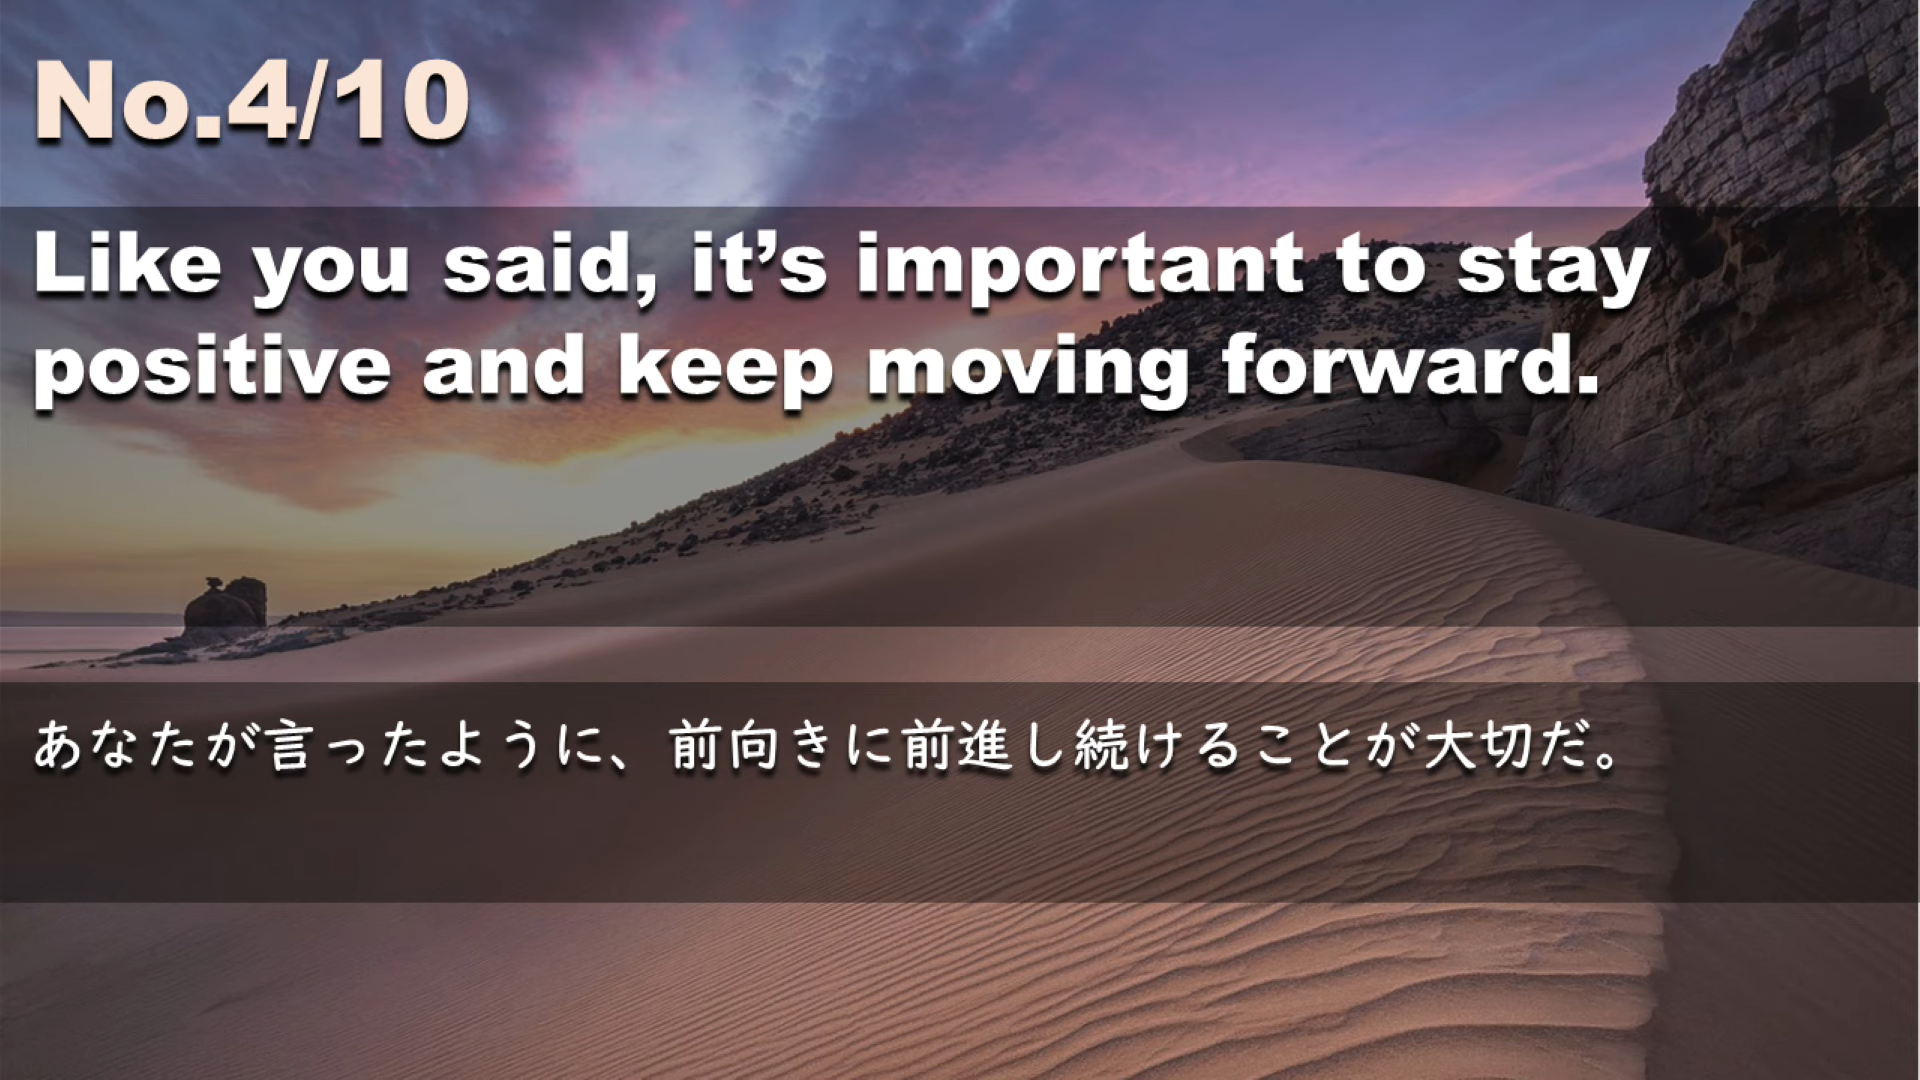 No.4/10
Like you said, it’s important to stay
positive and keep moving forward.
あなたが言ったように、前向きに前進し続けることが大切だ。